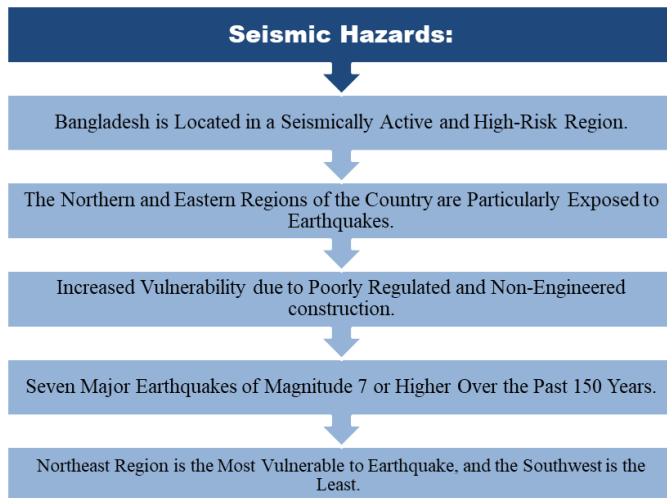 Seismic Hazards:
Bangladesh is Located in a Seismically Active and High-Risk Region.
The Northern and Eastern Regions of the Country are Particularly Exposed to
Earthquakes.
Increased Vulnerability due to Poorly Regulated and Non-Engineered
construction.
Seven Major Earthquakes of Magnitude 7 or Higher Over the Past 150 Years.
Northeast Region is the Most Vulnerable to Earthquake, and the Southwest is the
Least.